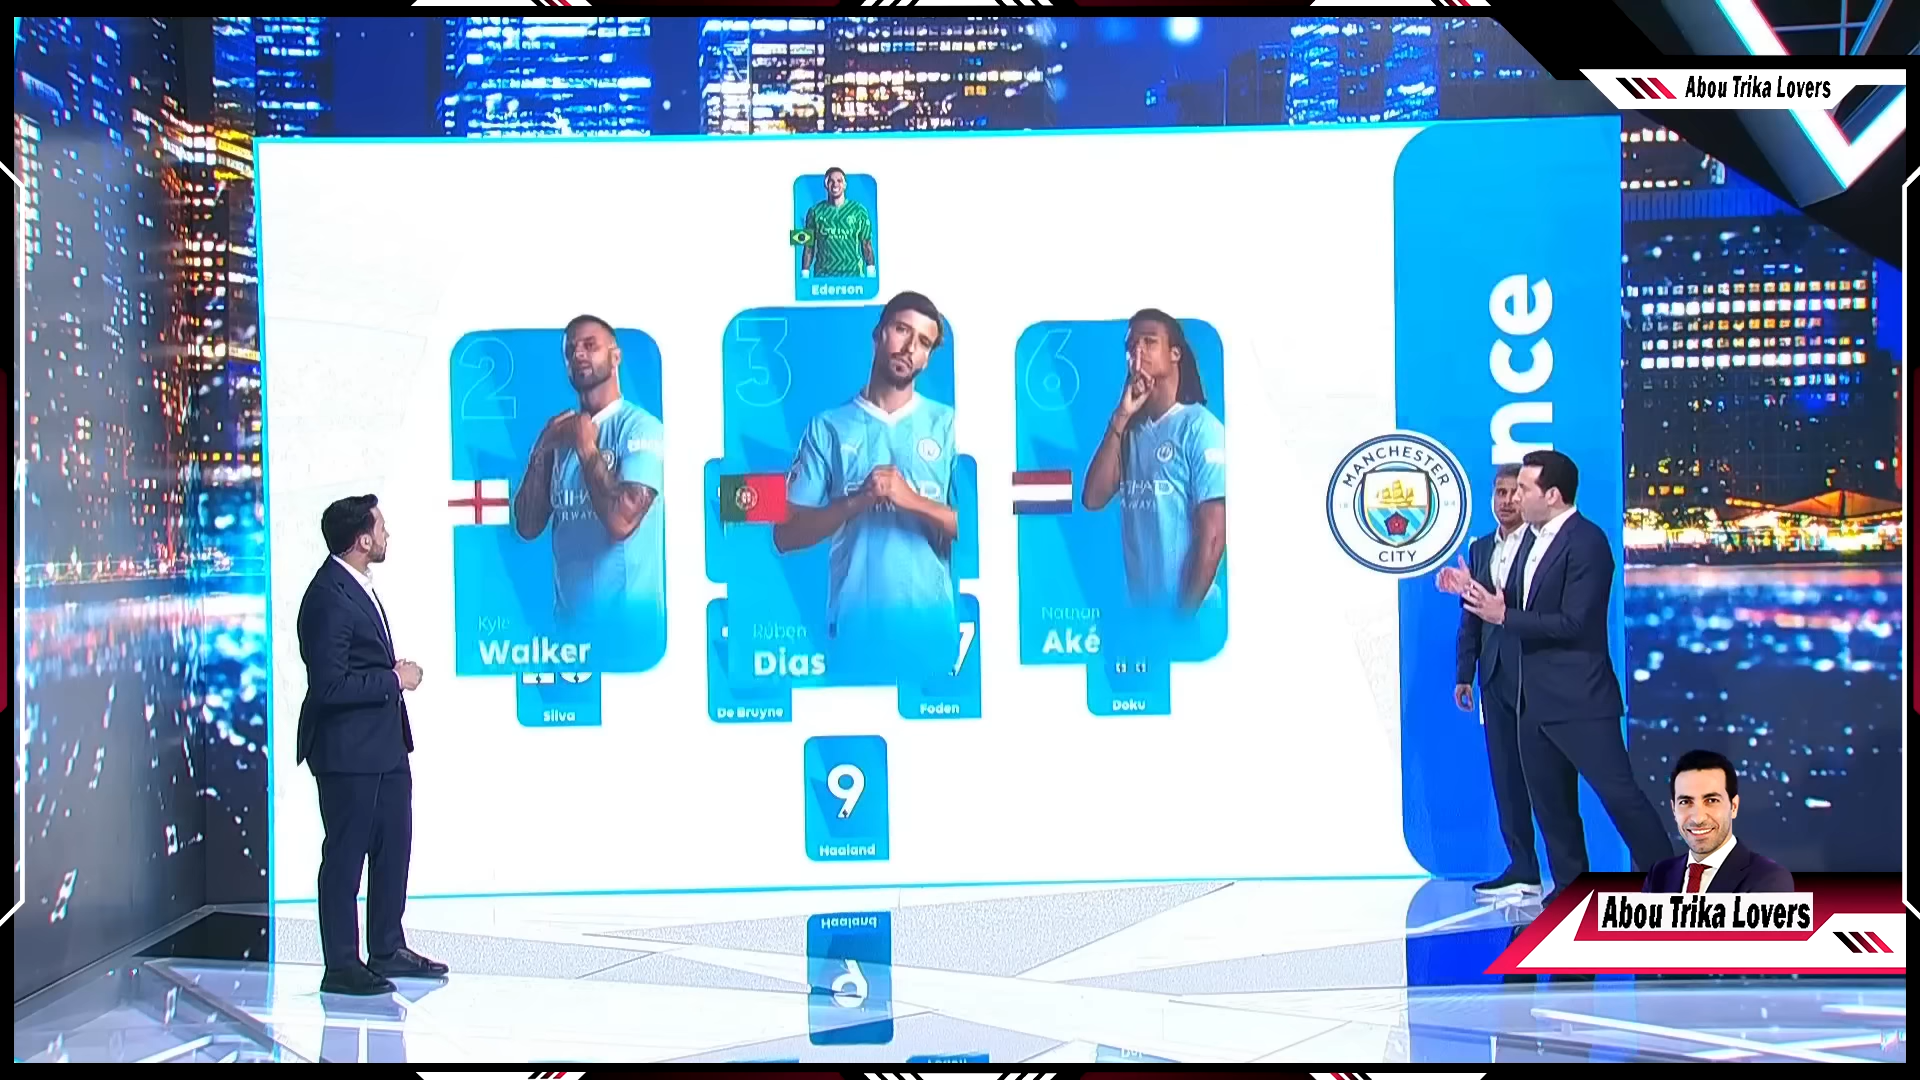 Abou Trika Lovers
Ederson
2
3
6
nce
MANCHESTER
CITY
Kyle
Walker
Rúben
Dias
Nathan
Aké
Silva
De Bruyne
Foden
Doku
9
Haaland
Abou Trika Lovers